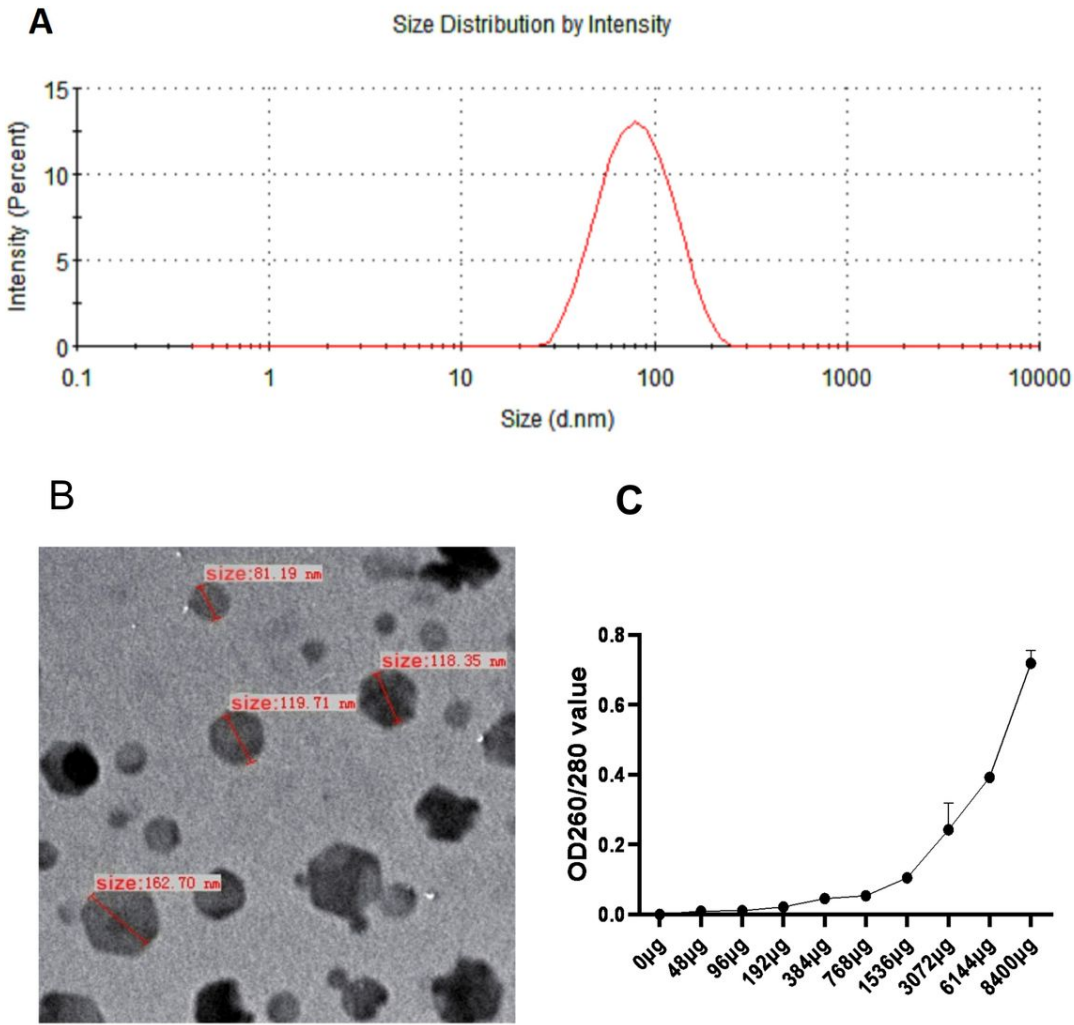 A
Size Distribution by Intensity
Intensity (Percent)
15
10
5
0
0.1 1 10 100 1000 10000
Size (d.nm)
B
size:81.19 nm
size:118.35 nm
size:119.71 nm
size:162.70 nm
C
OD260/280 value
0.8
0.6
0.4
0.2
0.0
0µg 48µg 96µg 192µg 384µg 768µg 1536µg 3072µg 6144µg 8400µg